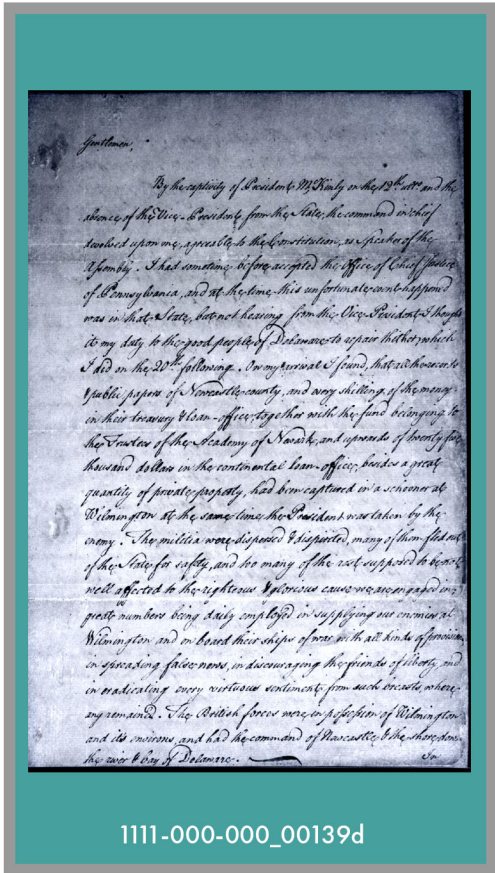 Gentlemen,
By the captivity of President McKinly on the 12th ulto and the
absence of the Vice-President from the State, the command in chief
devolved upon me, agreeable to the Constitution, as Speaker of the
Assembly. I had sometime before accepted the Office of Chief Justice
of Pennsylvania, and at the time this unfortunate event happened
was in that State, but not hearing from the Vice President I thought
it my duty to the good people of Delaware to repair thither, which
I did on the 20th following. On my arrival I found, that all the records
& public papers of Newcastle county, and every shilling of the money
in their treasury & loan-office, together with the fund belonging to
the Trustees of the Academy of Newark, and upwards of twenty five
thousand dollars in the continental loan-office, besides a great
quantity of private property, had been captured in a schooner at
Wilmington at the same time the President was taken by the
enemy. The militia were dispersed & dispirited, many of them fled out
of the State for safety, and too many of the rest supposed to be not
well affected to the righteous & glorious cause we are engaged in;
great numbers being daily employed in supplying our enemies at
Wilmington and on board their ships of war with all kinds of provisions
in spreading false news, in discouraging the friends of liberty, and
in eradicating every virtuous sentiment from such breasts where
any remained. The British forces were in possession of Wilmington
and its environs, and had the command of Newcastle & the shore down
the river & bay of Delaware.
In
1111-000-000_00139d